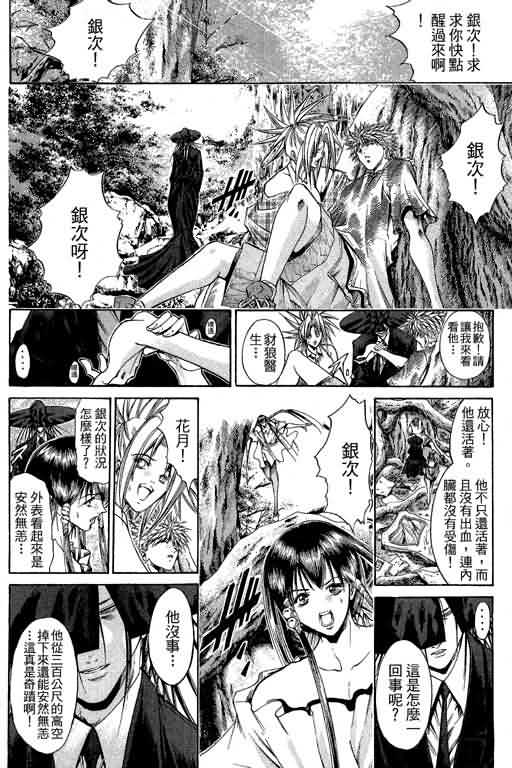 銀次！求
求你快點
醒過來啊
！
銀次！
銀次呀！
抱歉！請
讓我來看
看他…
豺狼醫
生…
摸過
摸過
放心！
他還活著。
他不只還活著，而
且沒有出血，連內
臟都沒有受傷！
銀次！
花月！
銀次的狀況
怎麼樣了？
外表看起來是
安然無恙…
…
這是怎麼一
回事呢？
他沒事…
他從三百公尺的高空
掉下來還能安然無恙
…這真是奇蹟啊！